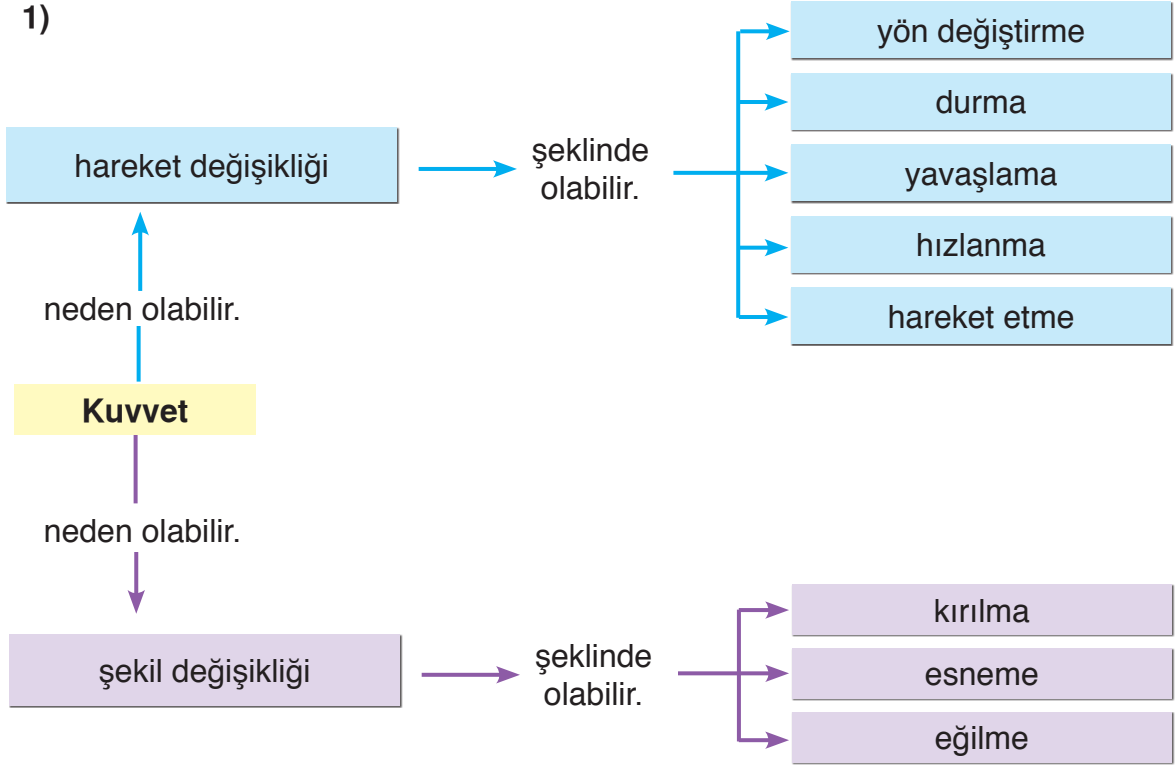 1)
yön değiştirme
durma
hareket değişikliği
şeklinde
olabilir.
yavaşlama
hızlanma
neden olabilir.
hareket etme
Kuvvet
neden olabilir.
kırılma
şekil değişikliği
şeklinde
olabilir.
esneme
eğilme